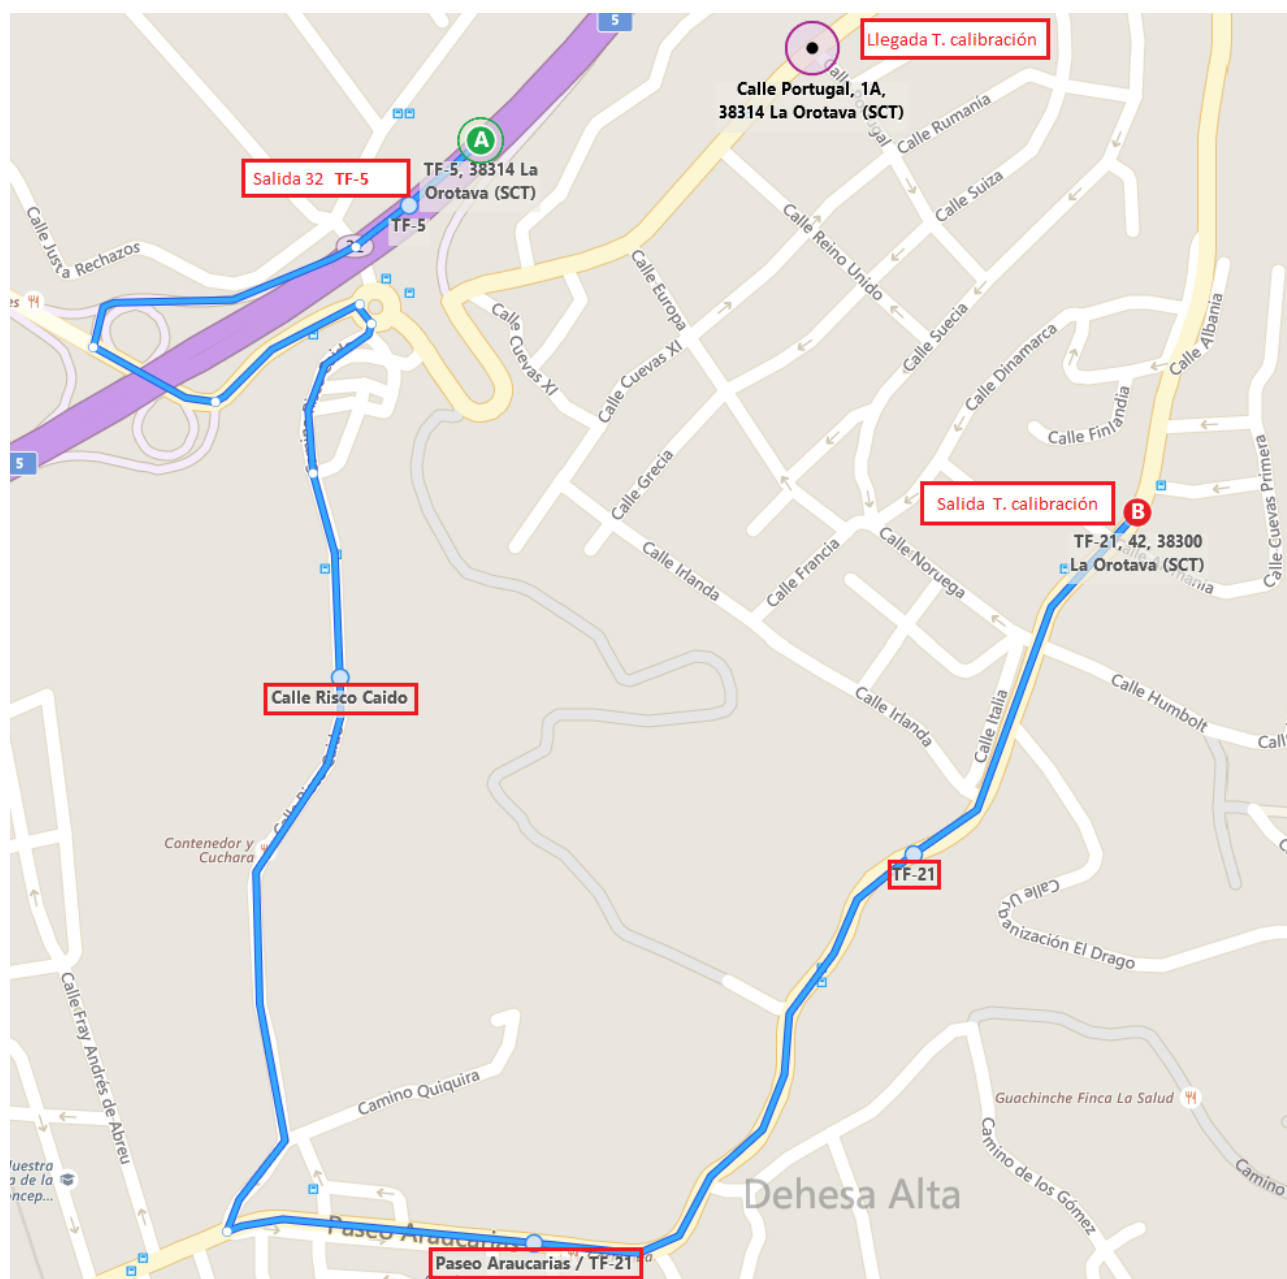 5
Llegada T. calibración
Calle Portugal
Calle Portugal, 1A,
38314 La Orotava (SCT)
Calle Rumanía
A
TF-5, 38314 La
Orotava (SCT)
Salida 32 TF-5
TF-5
Calle Suiza
Calle Justa Rechazos
Calle Reino Unido
Calle Europa
Calle Suecia
Calle Cuevas XI
Calle Cuevas XI
Calle Dinamarca
Calle Albania
Calle Finlandia
Calle Grecia
5
Calle Cuevas Primera
Salida T. calibración
B
TF-21, 42, 38300
La Orotava (SCT)
Calle Irlanda
Calle Francia
Calle Noruega
Calle Risco Caido
Calle Irlanda
Calle Italia
Calle Humbolt
Contenedor y
Cuchara
TF-21
Calle Fray Andrés de Abreu
Camino Quiquira
Guachinche Finca La Salud
Camino de los Gómez
Camino
Dehesa Alta
Paseo Araucarias
Paseo Araucarias / TF-21